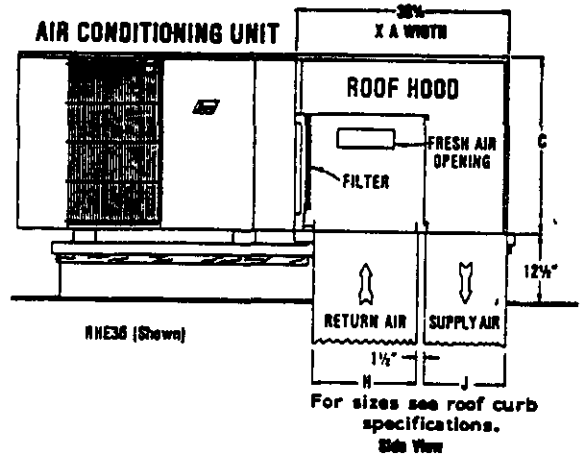 X A WIDTH
AIR CONDITIONING UNIT
ROOF HOOD
C
FRESH AIR
OPENING
FILTER
12½"
RETURN AIR
SUPPLY AIR
(Shown)
1½"
H
J
For sizes see roof curb
specifications.
Side View